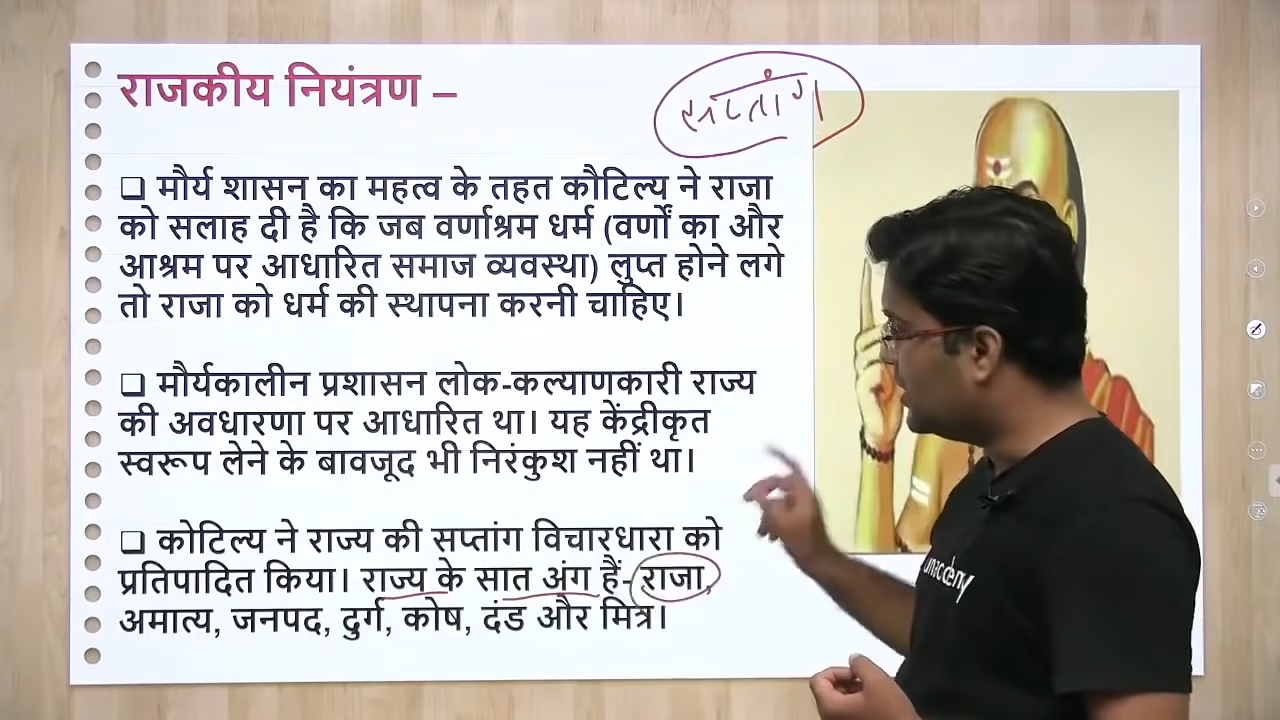 राजकीय नियंत्रण –
सप्तांग
❑ मौर्य शासन का महत्व के तहत कौटिल्य ने राजा
को सलाह दी है कि जब वर्णाश्रम धर्म (वर्णों का और
आश्रम पर आधारित समाज व्यवस्था) लुप्त होने लगे
तो राजा को धर्म की स्थापना करनी चाहिए।
❑ मौर्यकालीन प्रशासन लोक-कल्याणकारी राज्य
की अवधारणा पर आधारित था। यह केंद्रीकृत
स्वरूप लेने के बावजूद भी निरंकुश नहीं था।
❑ कोटिल्य ने राज्य की सप्तांग विचारधारा को
प्रतिपादित किया। राज्य के सात अंग हैं- राजा,
अमात्य, जनपद, दुर्ग, कोष, दंड और मित्र।
unacademy